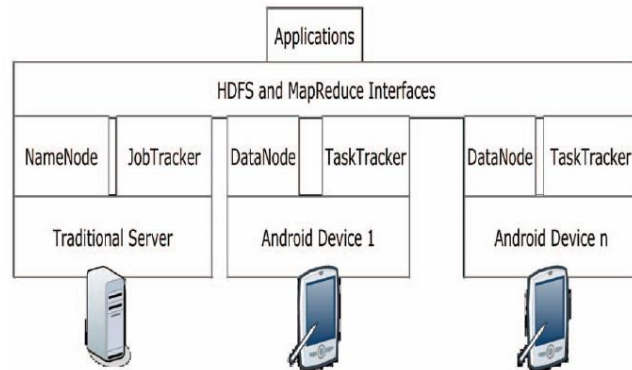 Applications
HDFS and MapReduce Interfaces
NameNode JobTracker DataNode TaskTracker DataNode TaskTracker
Traditional Server Android Device 1 Android Device n